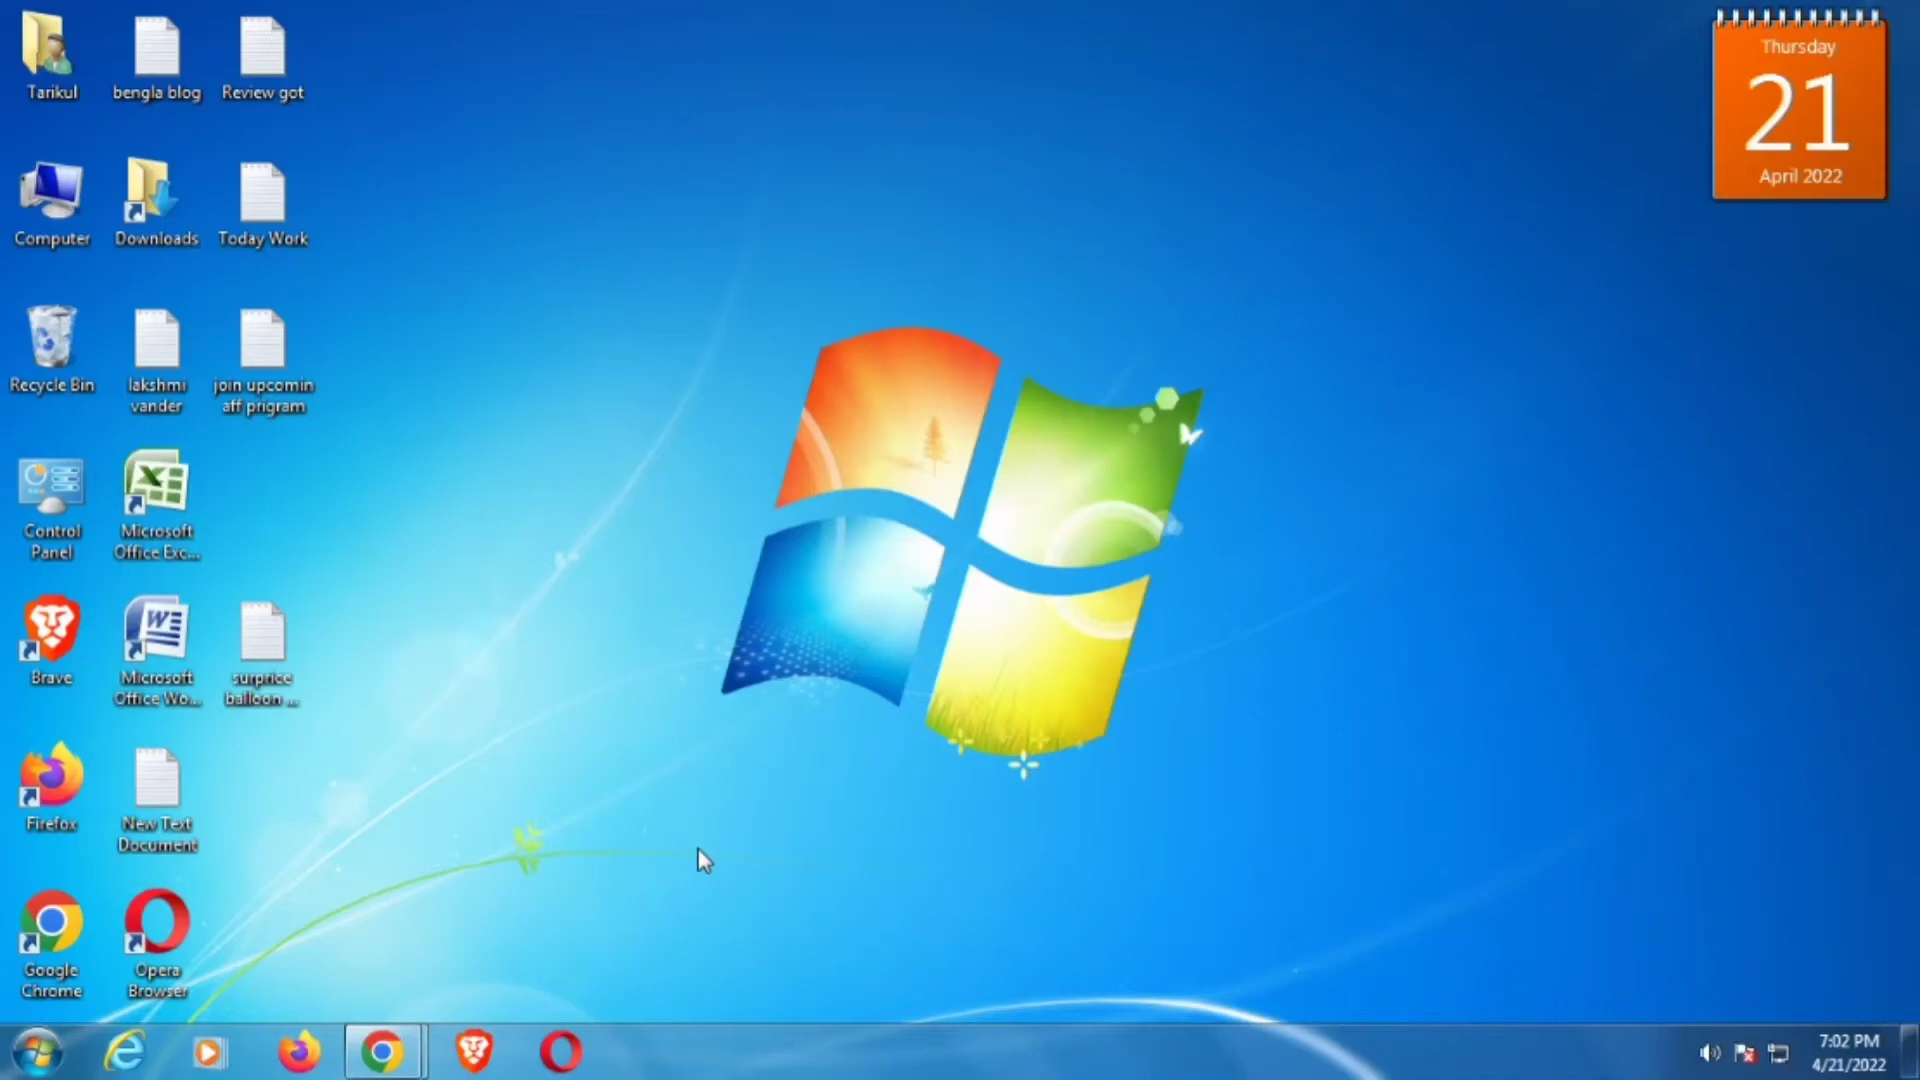 Tarikul
bengla blog
Review got
Computer
Downloads
Today Work
Recycle Bin
lakshmi
vander
join upcomin
aff prigram
Control
Panel
Microsoft
Office Exc...
Brave
Microsoft
Office Wo...
surprice
balloon ...
Firefox
New Text
Document
Google
Chrome
Opera
Browser
Thursday
21
April 2022
7:02 PM
4/21/2022